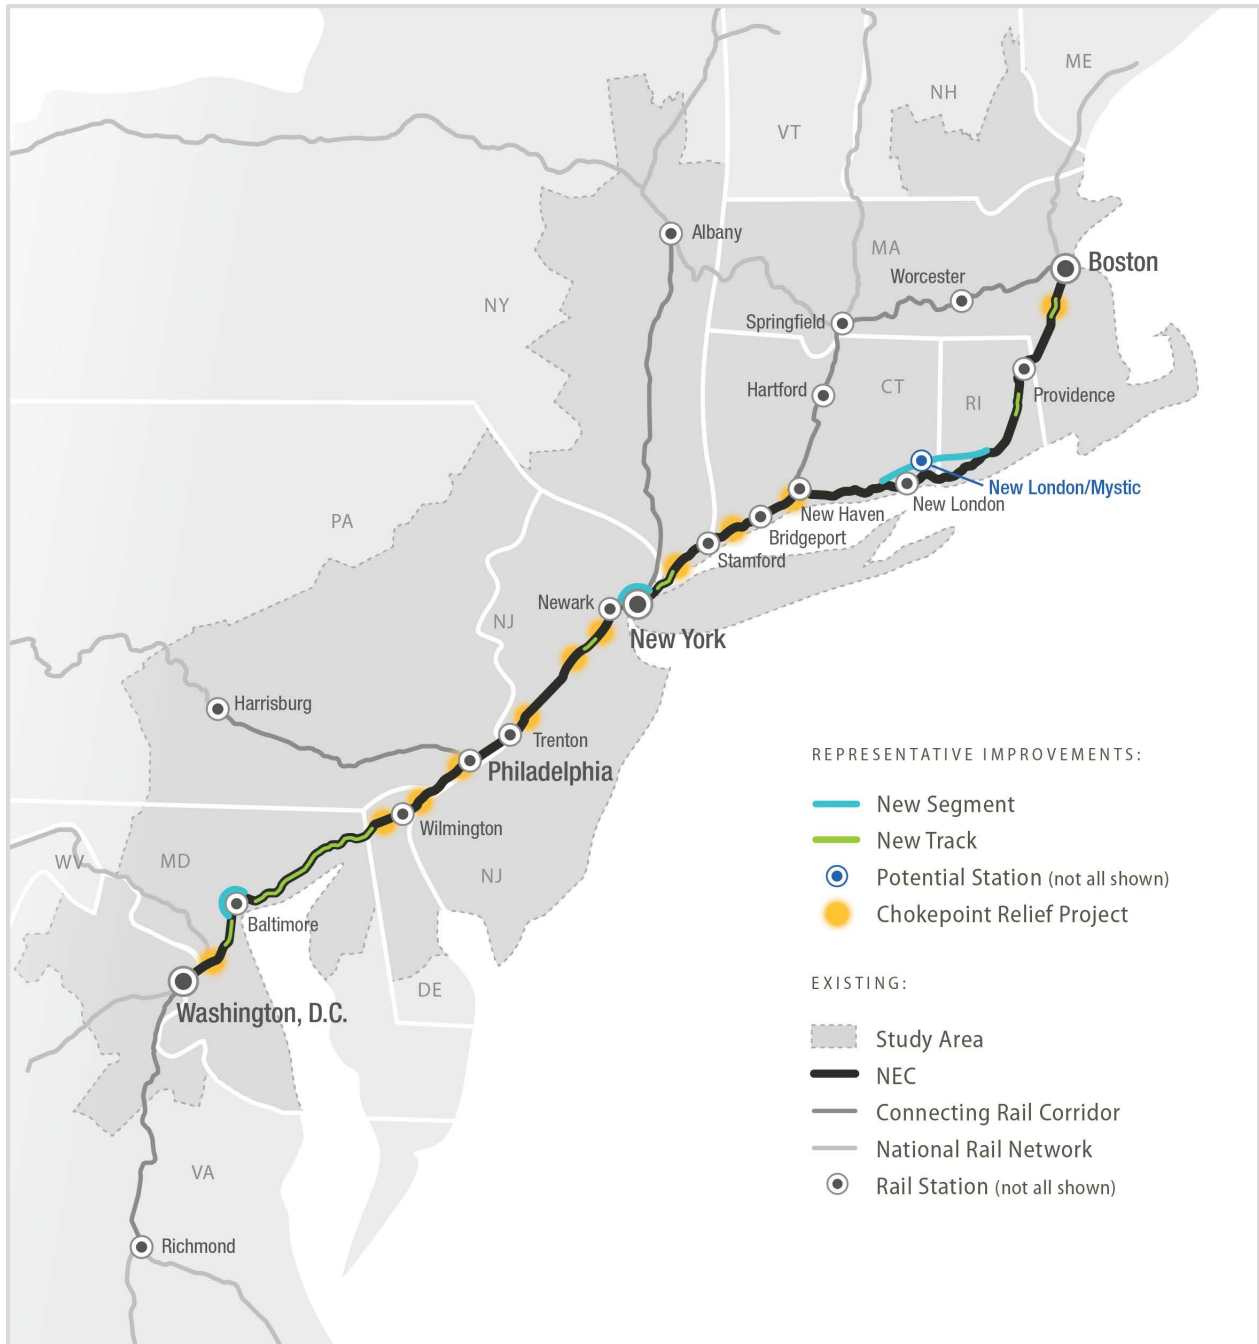 ME
NH
VT
Albany
MA
Boston
Worcester
NY
Springfield
CT
Hartford
RI
Providence
New London/Mystic
New London
New Haven
PA
Bridgeport
Stamford
Newark
NJ
New York
Harrisburg
Trenton
Philadelphia
Wilmington
WV
MD
NJ
Baltimore
DE
Washington, D.C.
VA
Richmond
REPRESENTATIVE IMPROVEMENTS:
New Segment
New Track
Potential Station (not all shown)
Chokepoint Relief Project
EXISTING:
Study Area
NEC
Connecting Rail Corridor
National Rail Network
Rail Station (not all shown)